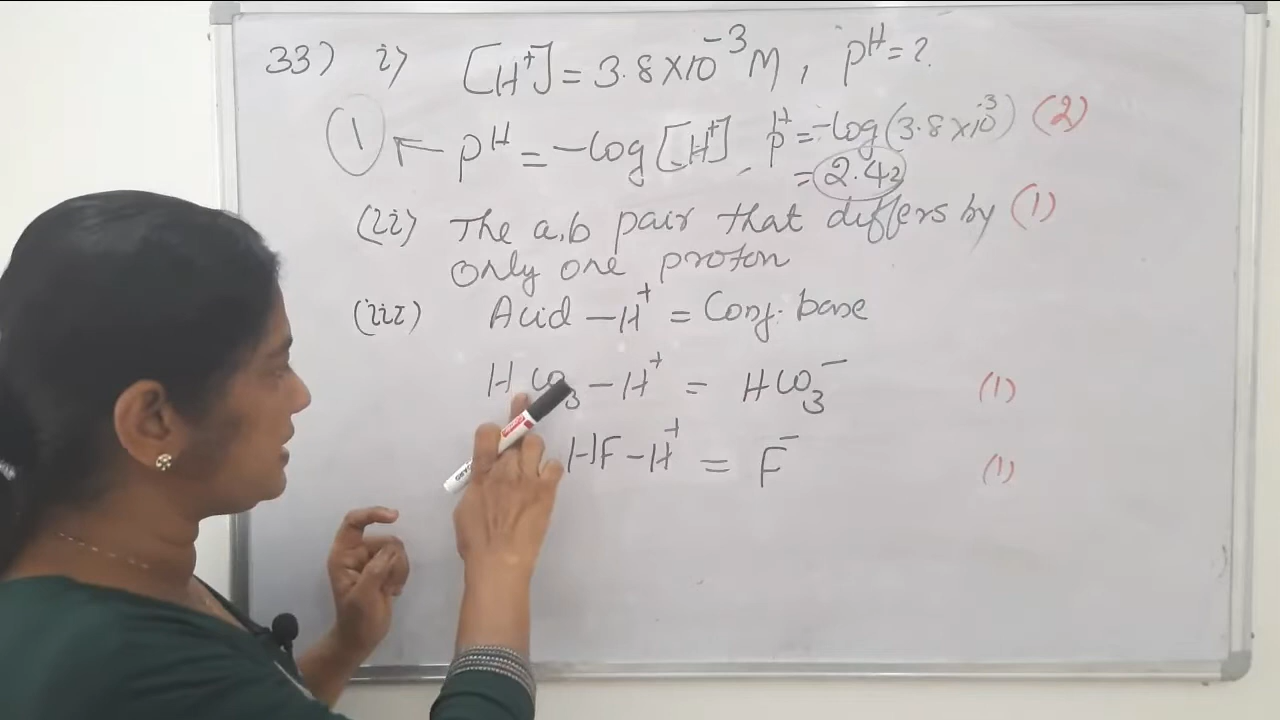 33) i) [H⁺] = 3.8×10⁻³ M, pH = ?
(1) ← pH = -log [H⁺], pH = -log(3.8×10⁻³) (2)
= 2.42
(ii) The a,b pair that differs by (1)
only one proton
(iii) Acid - H⁺ = Conj. base
H CO₃ - H⁺ = HCO₃⁻ (1)
HF - H⁺ = F⁻ (1)